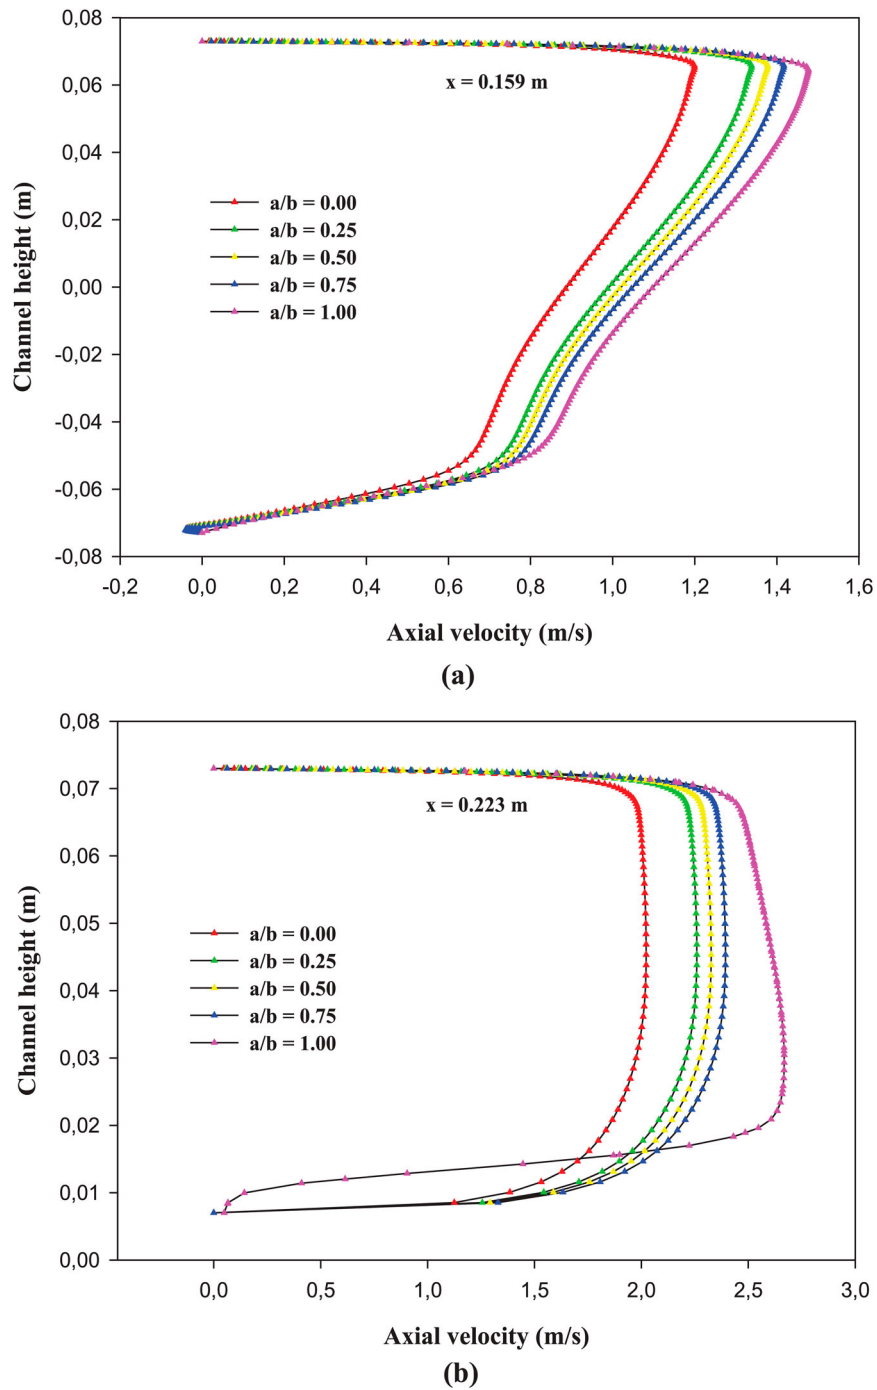 0,08
0,06
0,04
0,02
0,00
-0,02
-0,04
-0,06
-0,08
Channel height (m)
x = 0.159 m
a/b = 0.00
a/b = 0.25
a/b = 0.50
a/b = 0.75
a/b = 1.00
-0,2 0,0 0,2 0,4 0,6 0,8 1,0 1,2 1,4 1,6
Axial velocity (m/s)
(a)
0,08
0,07
0,06
0,05
0,04
0,03
0,02
0,01
0,00
Channel height (m)
x = 0.223 m
a/b = 0.00
a/b = 0.25
a/b = 0.50
a/b = 0.75
a/b = 1.00
0,0 0,5 1,0 1,5 2,0 2,5 3,0
Axial velocity (m/s)
(b)